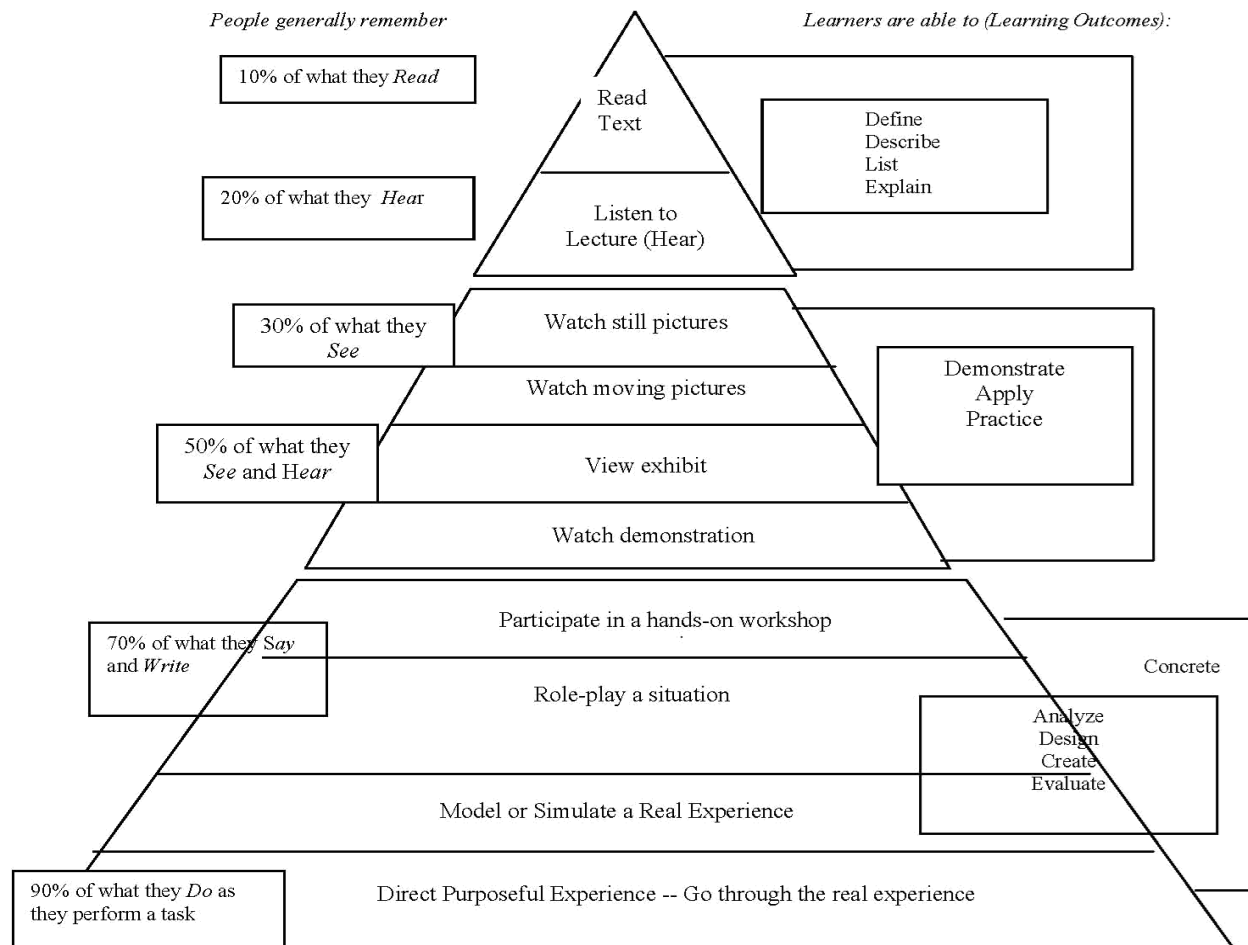 People generally remember
Learners are able to (Learning Outcomes):
10% of what they Read
Read
Text
Define
Describe
List
Explain
20% of what they Hear
Listen to
Lecture (Hear)
30% of what they
See
Watch still pictures
Watch moving pictures
Demonstrate
Apply
Practice
50% of what they
See and Hear
View exhibit
Watch demonstration
Participate in a hands-on workshop
70% of what they Say
and Write
Role-play a situation
Concrete
Analyze
Design
Create
Evaluate
Model or Simulate a Real Experience
90% of what they Do as
they perform a task
Direct Purposeful Experience -- Go through the real experience